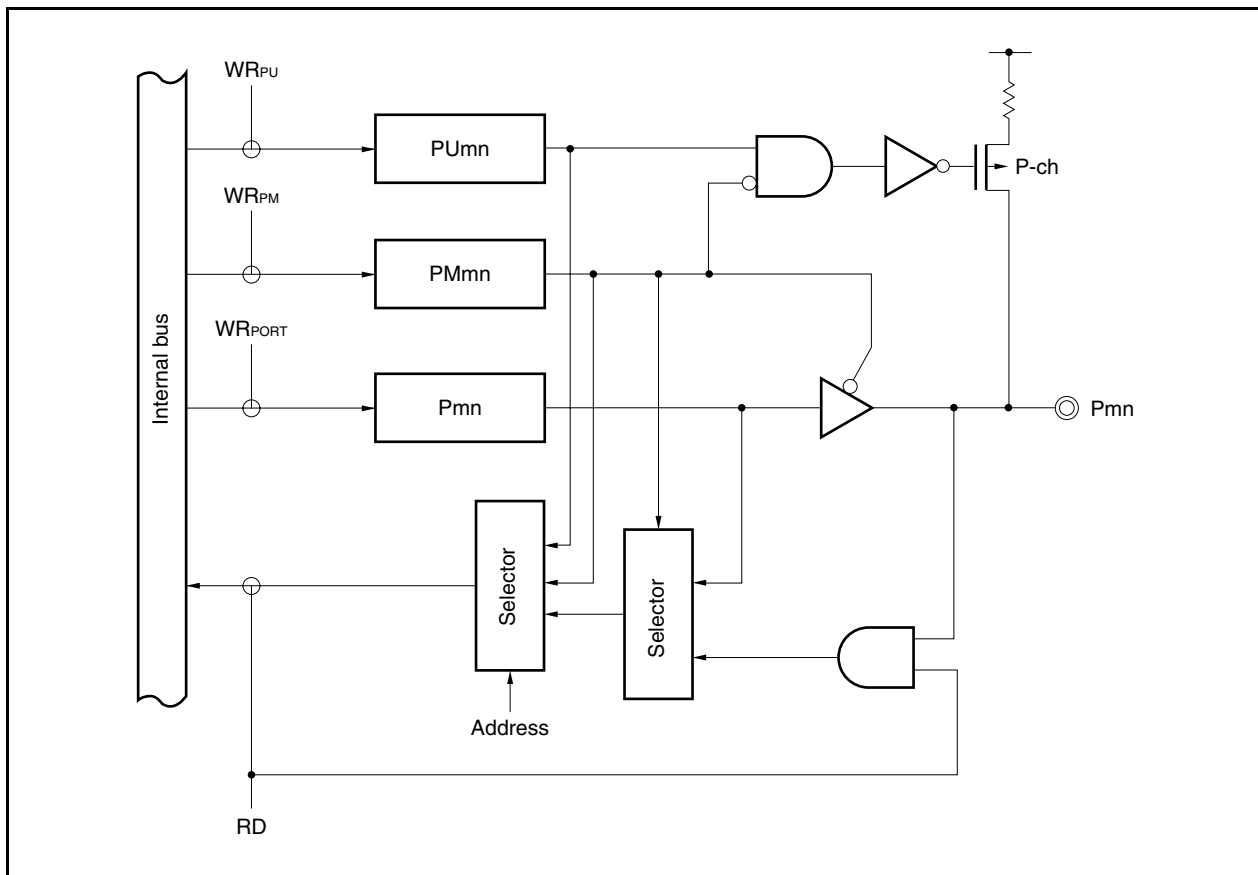 WRPU
PUmn
P-ch
WRPM
PMmn
WRPORT
Pmn
Pmn
Internal bus
Selector
Selector
Address
RD